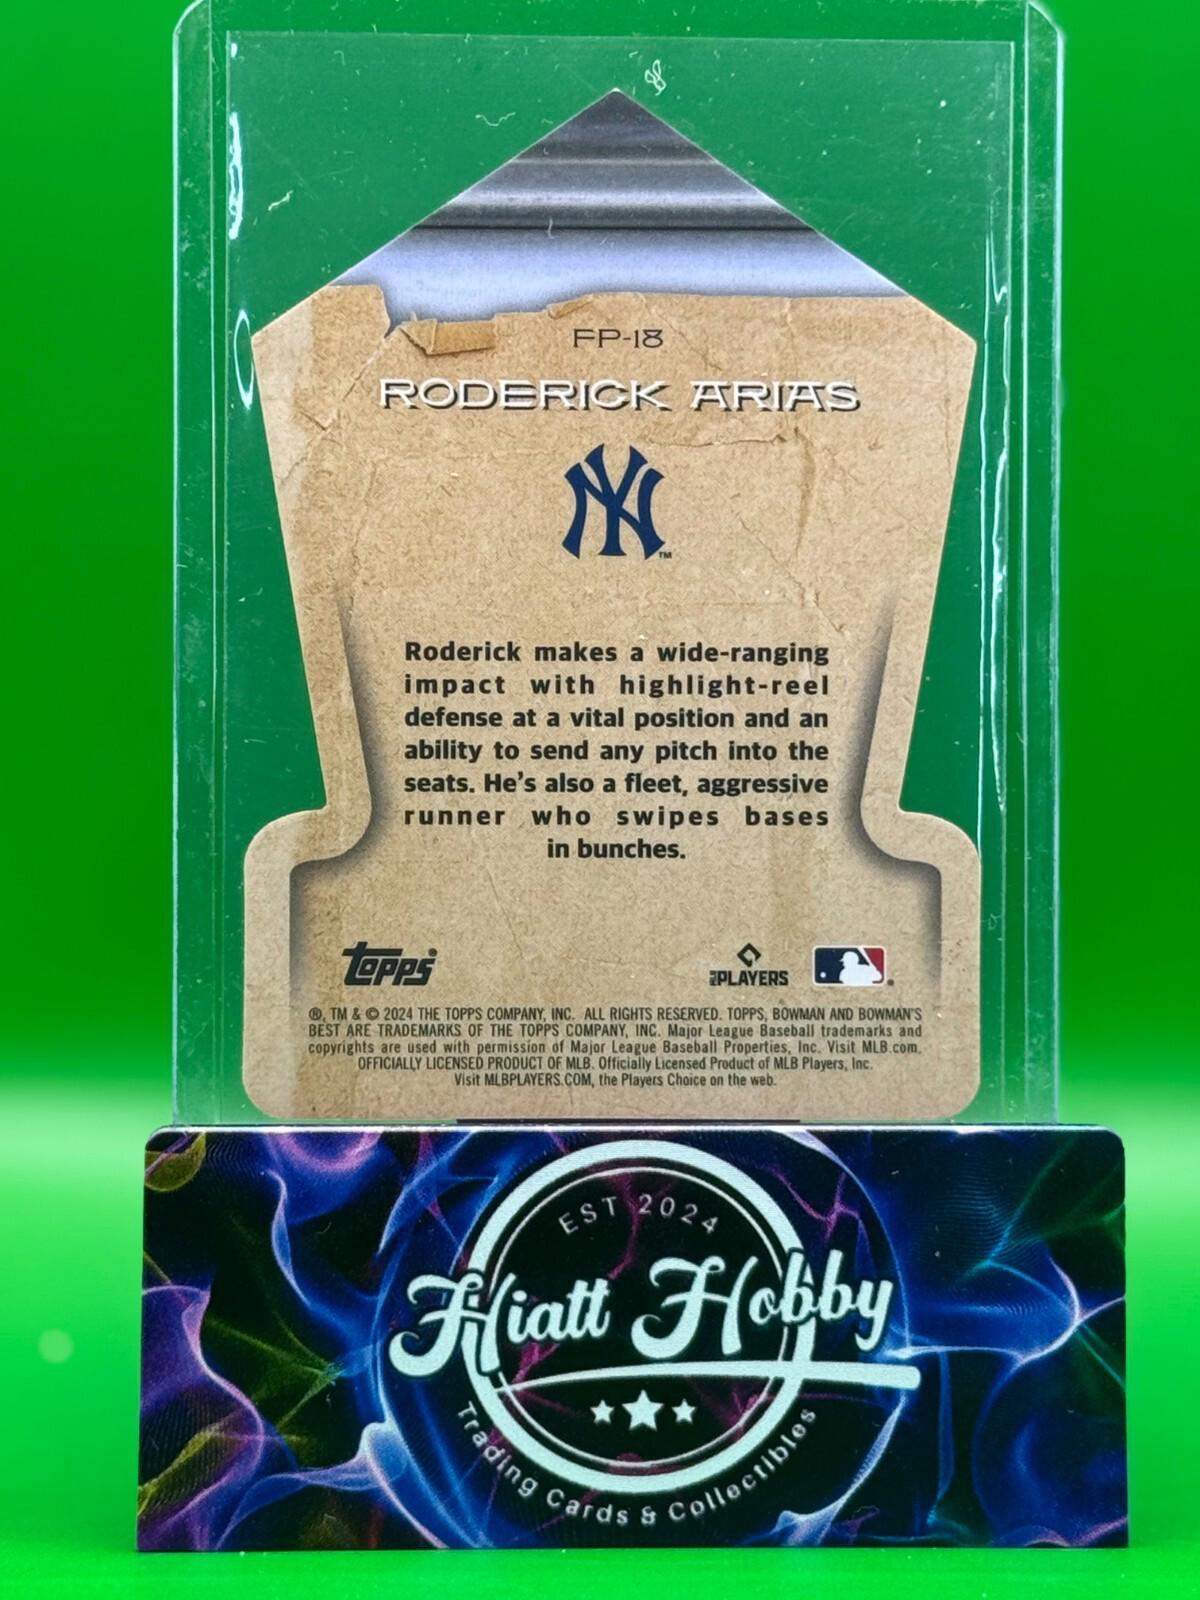 FP-18
RODERICK ARIAS
NY
TM
Roderick makes a wide-ranging
impact with highlight-reel
defense at a vital position and an
ability to send any pitch into the
seats. He's also a fleet, aggressive
runner who swipes bases
in bunches.
topps®
MLB PLAYERS
®, TM & © 2024 THE TOPPS COMPANY, INC. ALL RIGHTS RESERVED. TOPPS, BOWMAN AND BOWMAN'S
BEST ARE TRADEMARKS OF THE TOPPS COMPANY, INC. Major League Baseball trademarks and
copyrights are used with permission of Major League Baseball Properties, Inc. Visit MLB.com.
OFFICIALLY LICENSED PRODUCT OF MLB. Officially Licensed Product of MLB Players, Inc.
Visit MLBPLAYERS.COM, the Players Choice on the web.
EST 2024
Hiatt Hobby
Trading Cards & Collectibles